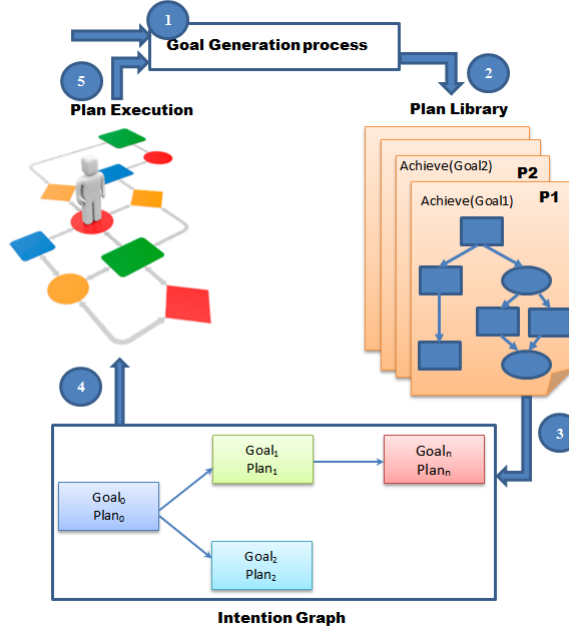 1
Goal Generation process
5
2
Plan Execution
Plan Library
Achieve(Goal2)
P2
Achieve(Goal1)
P1
4
3
Goal₁
Plan₁
Goalₙ
Planₙ
Goal₀
Plan₀
Goal₂
Plan₂
Intention Graph